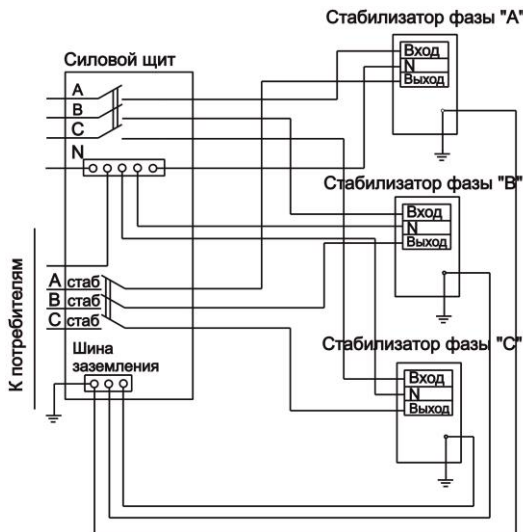 Стабилизатор фазы "А"
Силовой щит
Вход
N
Выход
А
В
С
N
Стабилизатор фазы "В"
Вход
N
Выход
К потребителям
А стаб
В стаб
С стаб
Шина
заземления
Стабилизатор фазы "С"
Вход
N
Выход